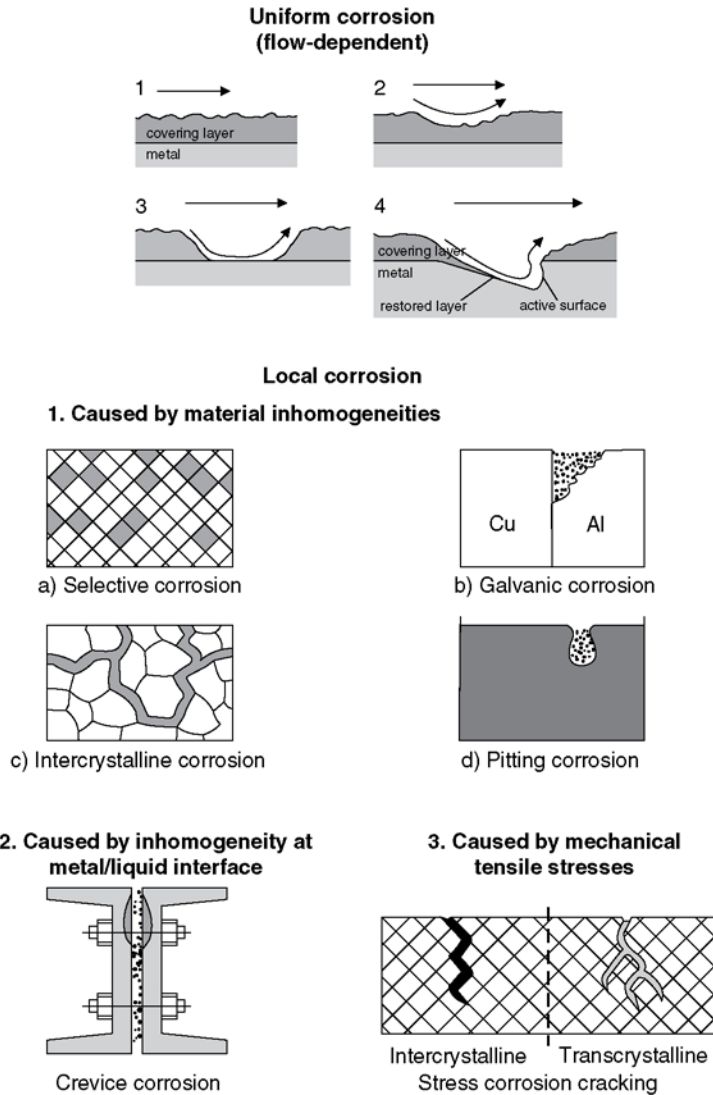 Uniform corrosion
(flow-dependent)
1
2
covering layer
metal
3
4
covering layer
metal
restored layer
active surface
Local corrosion
1. Caused by material inhomogeneities
Cu
Al
a) Selective corrosion
b) Galvanic corrosion
c) Intercrystalline corrosion
d) Pitting corrosion
2. Caused by inhomogeneity at
metal/liquid interface
3. Caused by mechanical
tensile stresses
Crevice corrosion
Intercrystalline
Transcrystalline
Stress corrosion cracking